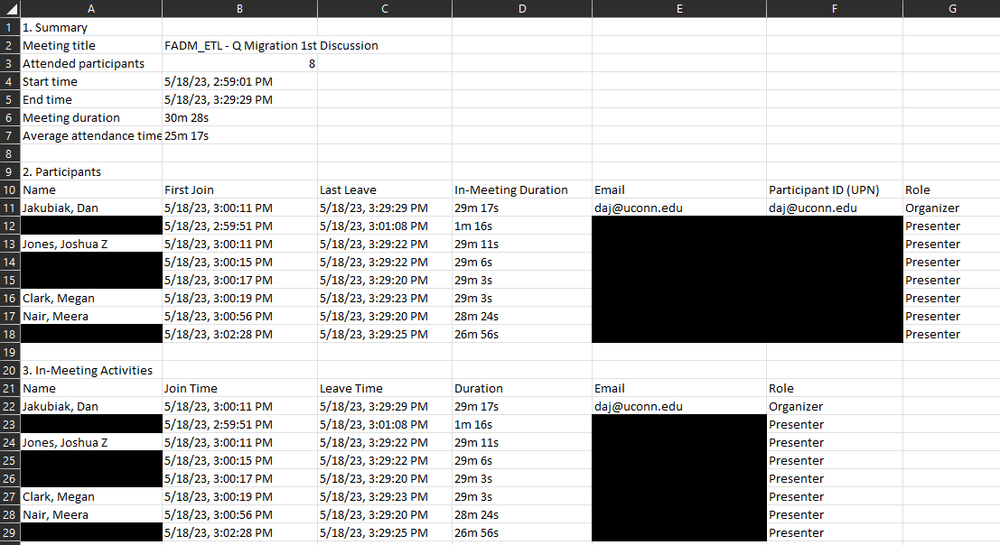 A B C D E F G
1 1. Summary
2 Meeting title FADM_ETL - Q Migration 1st Discussion
3 Attended participants 8
4 Start time 5/18/23, 2:59:01 PM
5 End time 5/18/23, 3:29:29 PM
6 Meeting duration 30m 28s
7 Average attendance time 25m 17s
8
9 2. Participants
10 Name First Join Last Leave In-Meeting Duration Email Participant ID (UPN) Role
11 Jakubiak, Dan 5/18/23, 3:00:11 PM 5/18/23, 3:29:29 PM 29m 17s daj@uconn.edu daj@uconn.edu Organizer
12 5/18/23, 2:59:51 PM 5/18/23, 3:01:08 PM 1m 16s Presenter
13 Jones, Joshua Z 5/18/23, 3:00:11 PM 5/18/23, 3:29:22 PM 29m 11s Presenter
14 5/18/23, 3:00:15 PM 5/18/23, 3:29:22 PM 29m 6s Presenter
15 5/18/23, 3:00:17 PM 5/18/23, 3:29:20 PM 29m 3s Presenter
16 Clark, Megan 5/18/23, 3:00:19 PM 5/18/23, 3:29:23 PM 29m 3s Presenter
17 Nair, Meera 5/18/23, 3:00:56 PM 5/18/23, 3:29:20 PM 28m 24s Presenter
18 5/18/23, 3:02:28 PM 5/18/23, 3:29:25 PM 26m 56s Presenter
19
20 3. In-Meeting Activities
21 Name Join Time Leave Time Duration Email Role
22 Jakubiak, Dan 5/18/23, 3:00:11 PM 5/18/23, 3:29:29 PM 29m 17s daj@uconn.edu Organizer
23 5/18/23, 2:59:51 PM 5/18/23, 3:01:08 PM 1m 16s Presenter
24 Jones, Joshua Z 5/18/23, 3:00:11 PM 5/18/23, 3:29:22 PM 29m 11s Presenter
25 5/18/23, 3:00:15 PM 5/18/23, 3:29:22 PM 29m 6s Presenter
26 5/18/23, 3:00:17 PM 5/18/23, 3:29:20 PM 29m 3s Presenter
27 Clark, Megan 5/18/23, 3:00:19 PM 5/18/23, 3:29:23 PM 29m 3s Presenter
28 Nair, Meera 5/18/23, 3:00:56 PM 5/18/23, 3:29:20 PM 28m 24s Presenter
29 5/18/23, 3:02:28 PM 5/18/23, 3:29:25 PM 26m 56s Presenter